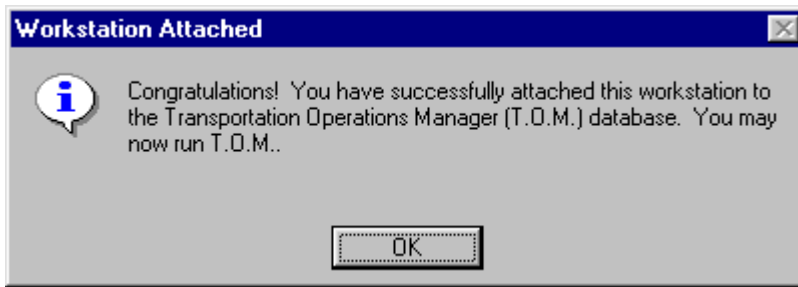 Workstation Attached
Congratulations!  You have successfully attached this workstation to
the Transportation Operations Manager (T.O.M.) database.  You may
now run T.O.M..
OK